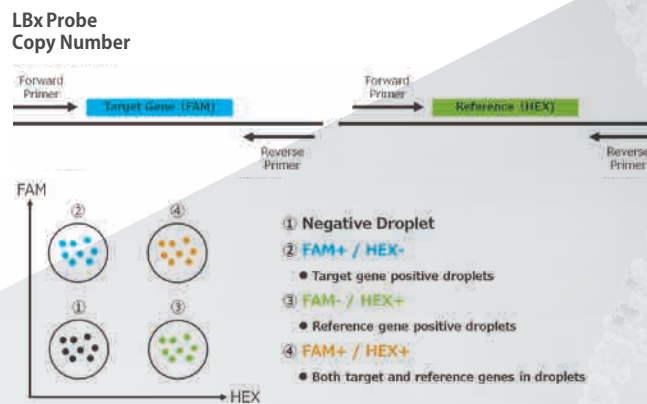 LBx Probe
Copy Number
Forward
Primer
Target Gene (FAM)
Reverse
Primer
Forward
Primer
Reference (HEX)
Reverse
Primer
FAM
② ④
① ③
HEX
① Negative Droplet
② FAM+ / HEX-
● Target gene positive droplets
③ FAM- / HEX+
● Reference gene positive droplets
④ FAM+ / HEX+
● Both target and reference genes in droplets